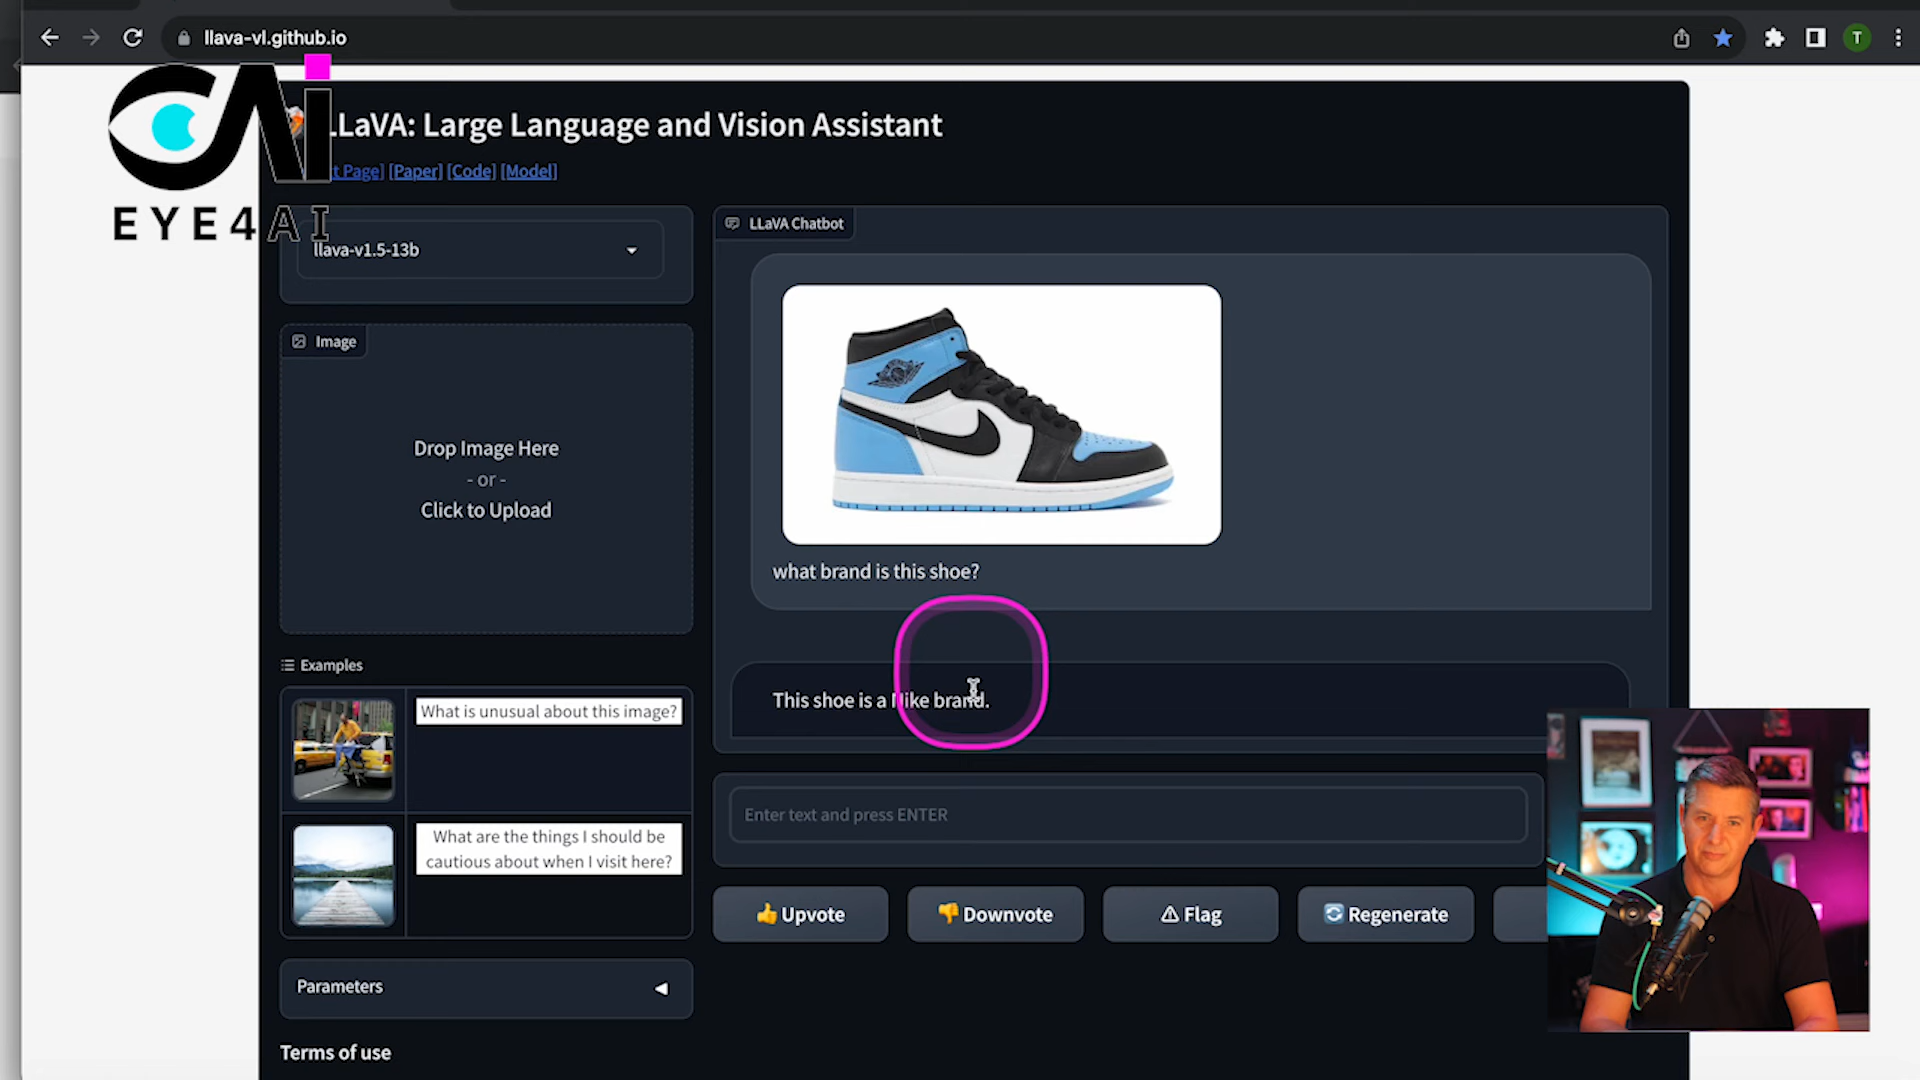 llava-vl.github.io
T
EYE4AI
LLaVA: Large Language and Vision Assistant
t Page] [Paper] [Code] [Model]
llava-v1.5-13b
LLaVA Chatbot
Image
Drop Image Here
- or -
Click to Upload
what brand is this shoe?
This shoe is a Nike brand.
Examples
What is unusual about this image?
What are the things I should be
cautious about when I visit here?
Enter text and press ENTER
Upvote
Downvote
Flag
Regenerate
Parameters
Terms of use